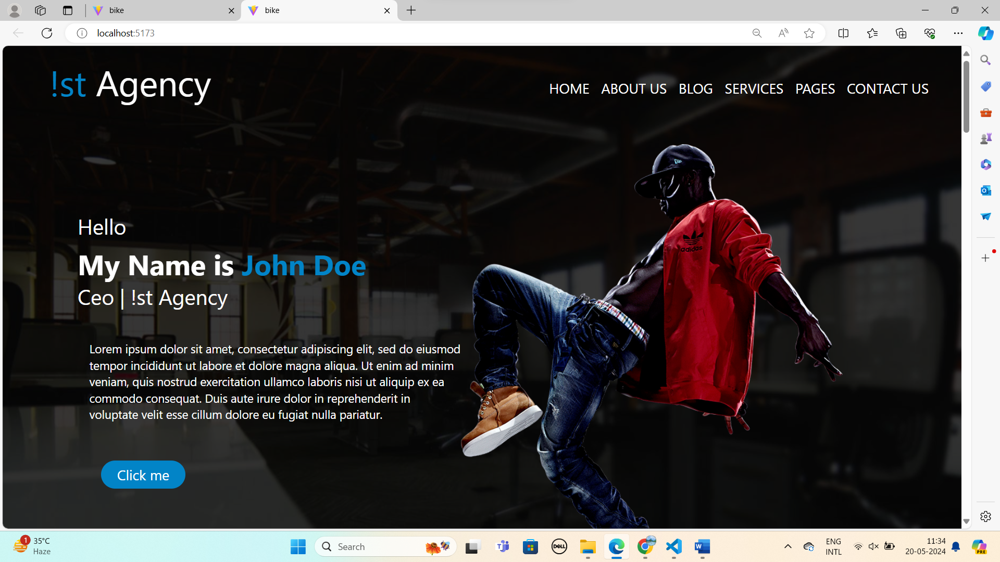 bike
bike
localhost:5173
!st Agency
HOME ABOUT US BLOG SERVICES PAGES CONTACT US
Hello
My Name is John Doe
Ceo | !st Agency
adidas
Lorem ipsum dolor sit amet, consectetur adipiscing elit, sed do eiusmod
tempor incididunt ut labore et dolore magna aliqua. Ut enim ad minim
veniam, quis nostrud exercitation ullamco laboris nisi ut aliquip ex ea
commodo consequat. Duis aute irure dolor in reprehenderit in
voluptate velit esse cillum dolore eu fugiat nulla pariatur.
Click me
1
35°C
Haze
Search
DELL
ENG
INTL
11:34
20-05-2024
PRE